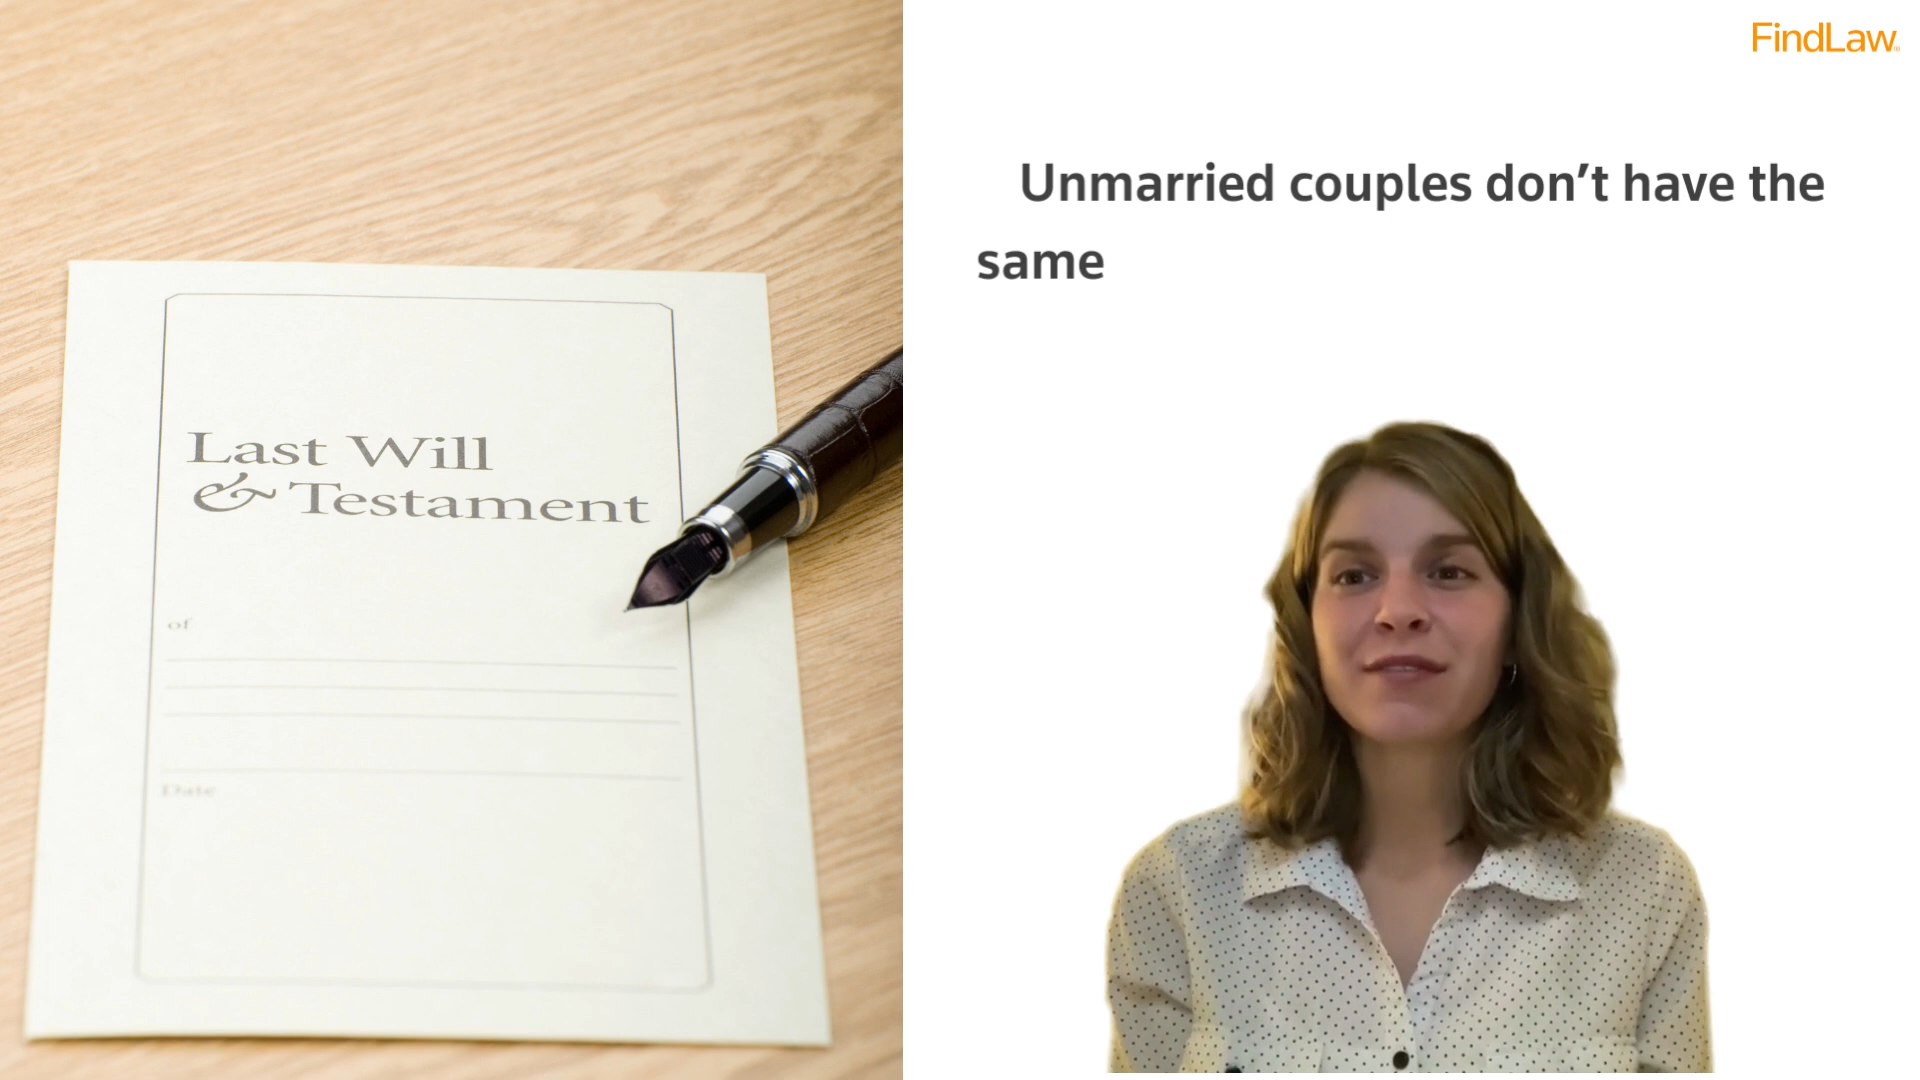 Last Will
& Testament
of
Date
FindLaw
Unmarried couples don’t have the
same